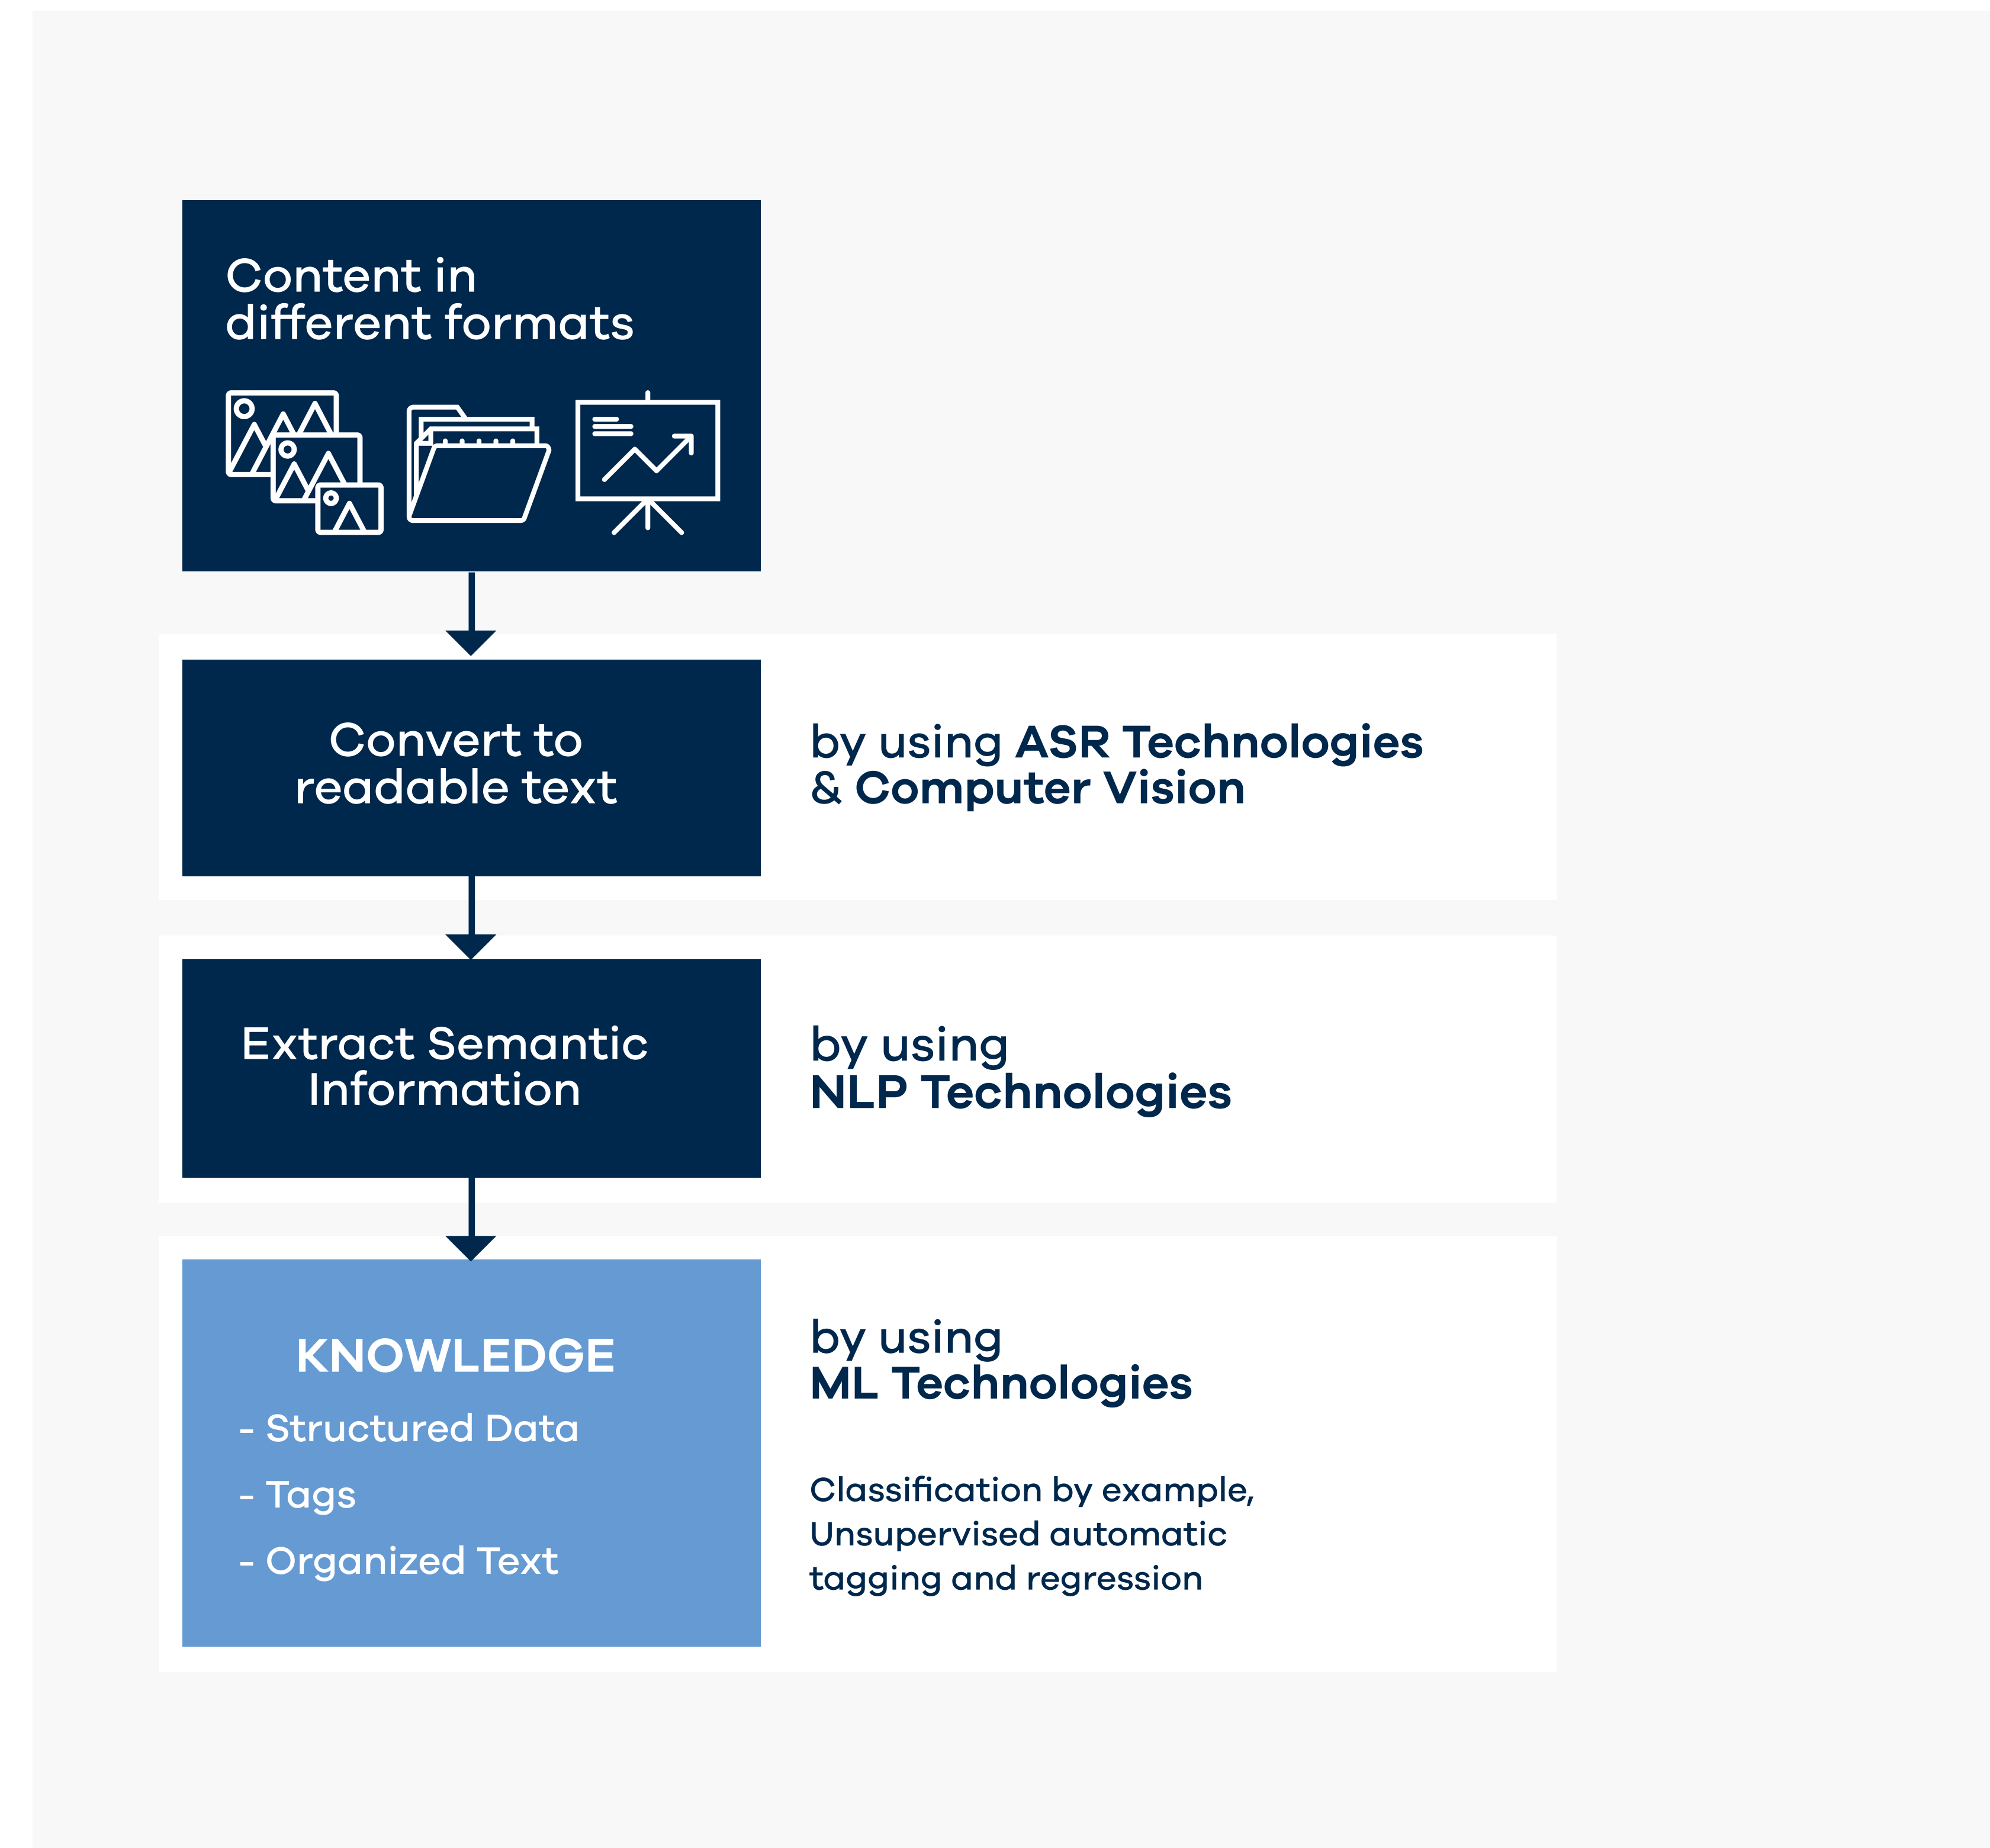 Content in
different formats
Convert to
readable text
by using ASR Technologies
& Computer Vision
Extract Semantic
Information
by using
NLP Technologies
KNOWLEDGE
- Structured Data
- Tags
- Organized Text
by using
ML Technologies
Classification by example,
Unsupervised automatic
tagging and regression